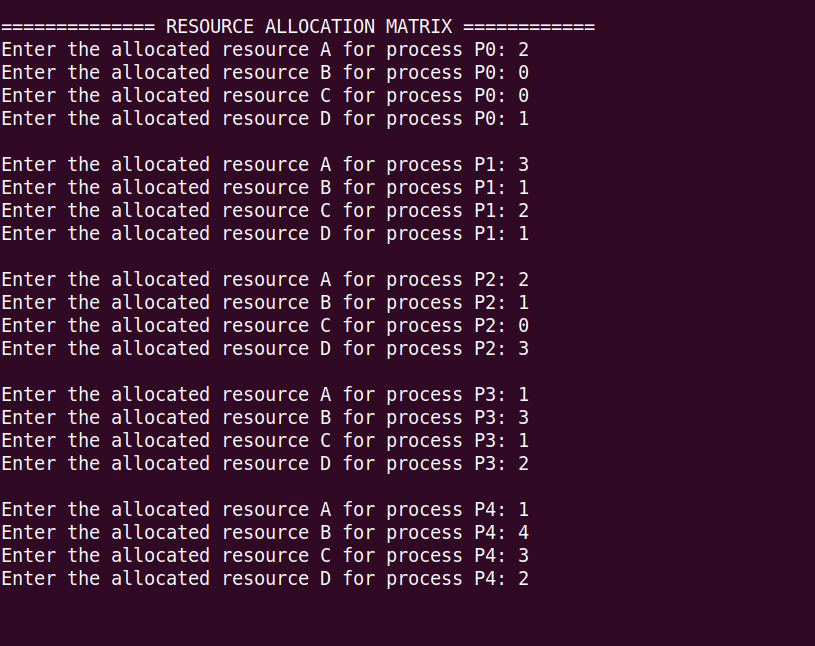 ============== RESOURCE ALLOCATION MATRIX ============
Enter the allocated resource A for process P0: 2
Enter the allocated resource B for process P0: 0
Enter the allocated resource C for process P0: 0
Enter the allocated resource D for process P0: 1
Enter the allocated resource A for process P1: 3
Enter the allocated resource B for process P1: 1
Enter the allocated resource C for process P1: 2
Enter the allocated resource D for process P1: 1
Enter the allocated resource A for process P2: 2
Enter the allocated resource B for process P2: 1
Enter the allocated resource C for process P2: 0
Enter the allocated resource D for process P2: 3
Enter the allocated resource A for process P3: 1
Enter the allocated resource B for process P3: 3
Enter the allocated resource C for process P3: 1
Enter the allocated resource D for process P3: 2
Enter the allocated resource A for process P4: 1
Enter the allocated resource B for process P4: 4
Enter the allocated resource C for process P4: 3
Enter the allocated resource D for process P4: 2